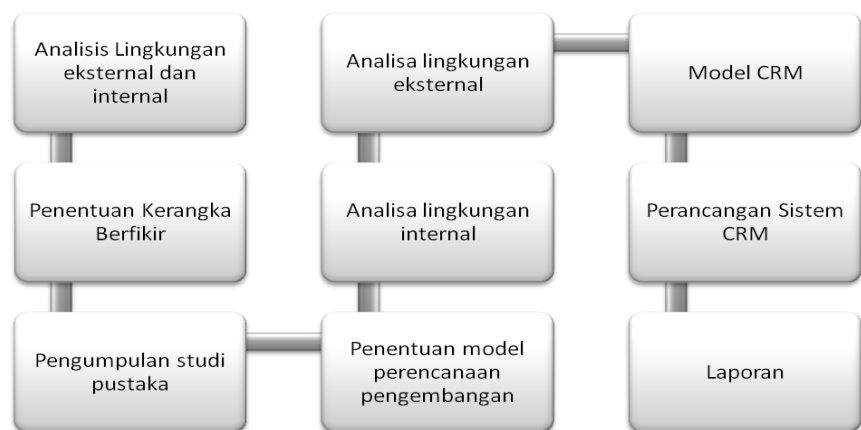 Analisis Lingkungan
eksternal dan
internal
Penentuan Kerangka
Berfikir
Pengumpulan studi
pustaka
Penentuan model
perencanaan
pengembangan
Analisa lingkungan
internal
Analisa lingkungan
eksternal
Model CRM
Perancangan Sistem
CRM
Laporan